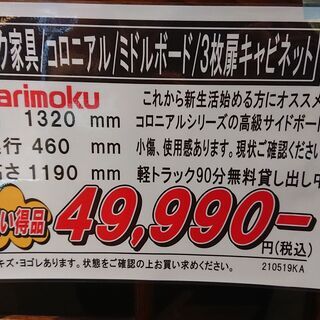 カ家具 コロニアル/ミドルボード/3枚扉キャビネット
arimoku
これから新生活始める方にオススメ
1320 mm
コロニアルシリーズの高級サイドボー
奥行 460 mm
小傷、使用感あります。現状ご確認くださ
高さ 1190 mm
軽トラック90分無料貸し出し中
い得品
49,990-
円(税込)
キズ・ヨゴレあります。状態をご確認の上お買い求めください。
210519KA